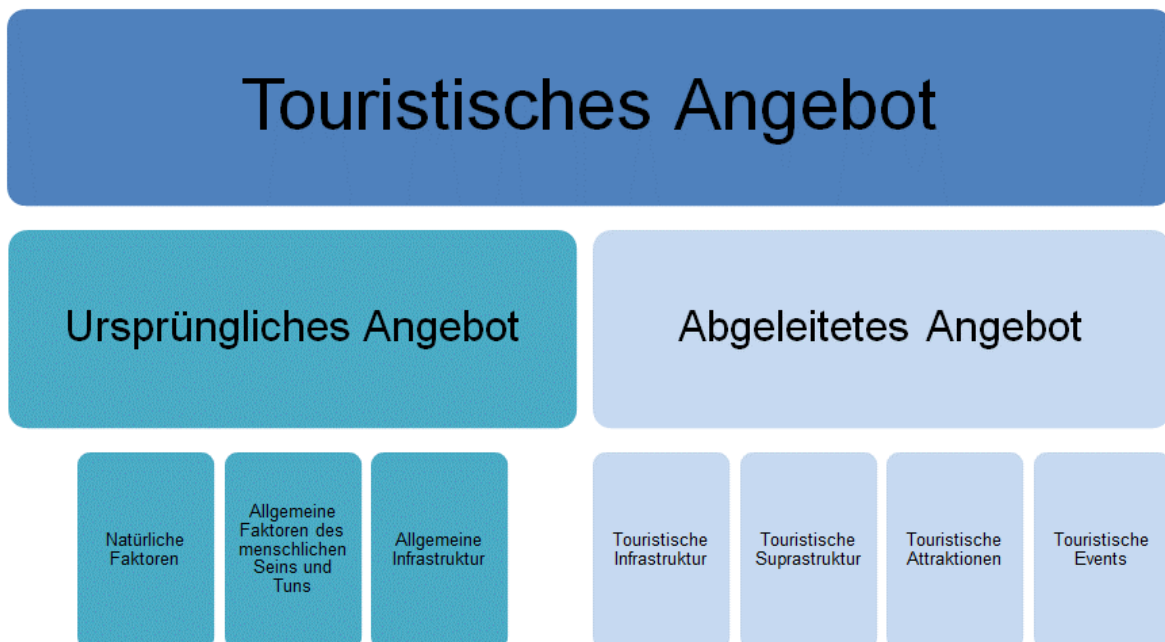 Touristisches Angebot
Ursprüngliches Angebot
Abgeleitetes Angebot
Natürliche
Faktoren
Allgemeine
Faktoren des
menschlichen
Seins und
Tuns
Allgemeine
Infrastruktur
Touristische
Infrastruktur
Touristische
Suprastruktur
Touristische
Attraktionen
Touristische
Events